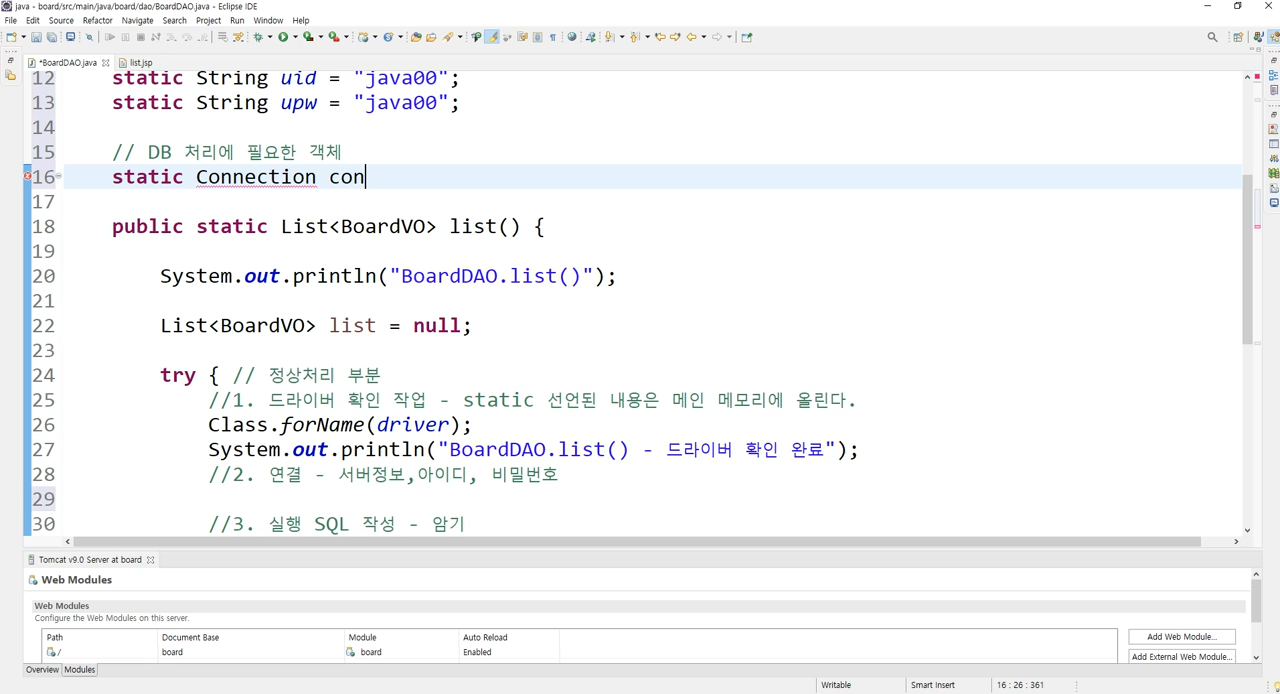 java - board/src/main/java/board/dao/BoardDAO.java - Eclipse IDE
File Edit Source Refactor Navigate Search Project Run Window Help
*BoardDAO.java list.jsp
12 static String uid = "java00";
13 static String upw = "java00";
14
15 // DB 처리에 필요한 객체
16 static Connection con
17
18 public static List<BoardVO> list() {
19
20 System.out.println("BoardDAO.list()");
21
22 List<BoardVO> list = null;
23
24 try { // 정상처리 부분
25 //1. 드라이버 확인 작업 - static 선언된 내용은 메인 메모리에 올린다.
26 Class.forName(driver);
27 System.out.println("BoardDAO.list() - 드라이버 확인 완료");
28 //2. 연결 - 서버정보,아이디, 비밀번호
29
30 //3. 실행 SQL 작성 - 암기
Tomcat v9.0 Server at board
Web Modules
Web Modules
Configure the Web Modules on this server.
Path Document Base Module Auto Reload
/ board board Enabled
Add Web Module...
Add External Web Module...
Overview Modules
Writable Smart Insert 16 : 26 : 361